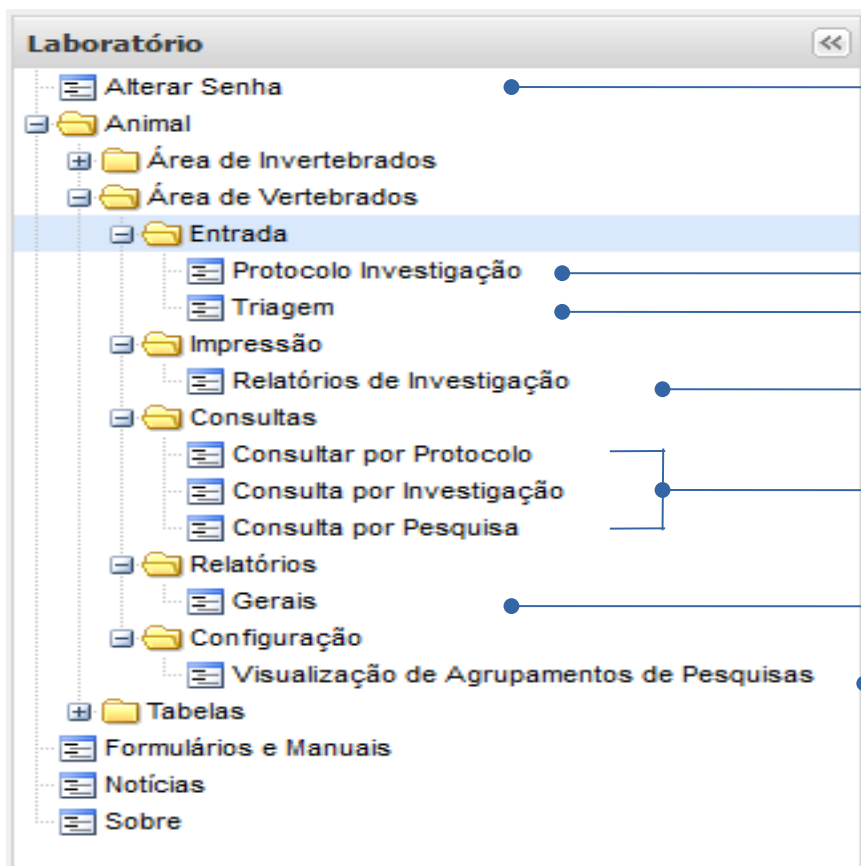 Laboratório
Alterar Senha
Animal
Área de Invertebrados
Área de Vertebrados
Entrada
Protocolo Investigação
Triagem
Impressão
Relatórios de Investigação
Consultas
Consultar por Protocolo
Consulta por Investigação
Consulta por Pesquisa
Relatórios
Gerais
Configuração
Visualização de Agrupamentos de Pesquisas
Tabelas
Formulários e Manuais
Notícias
Sobre